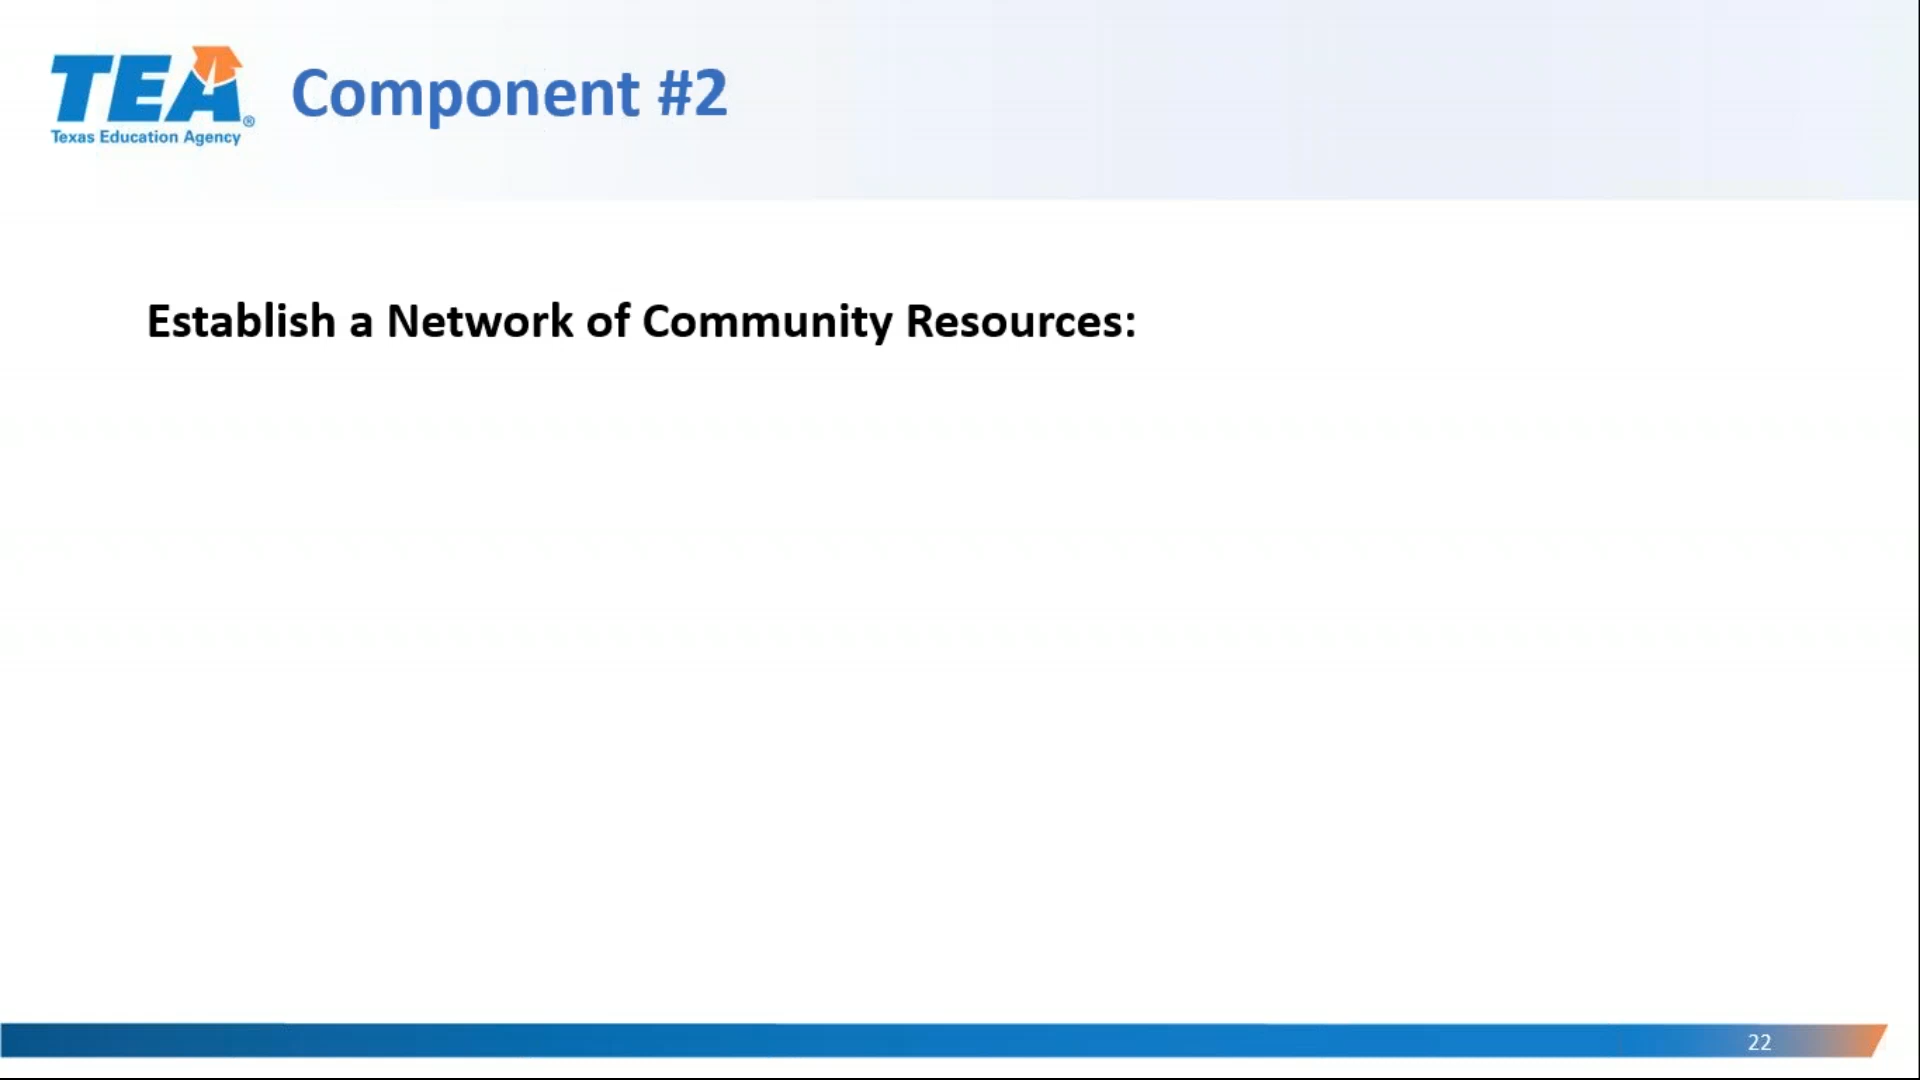 TEA®
Texas Education Agency
Component #2
Establish a Network of Community Resources:
22